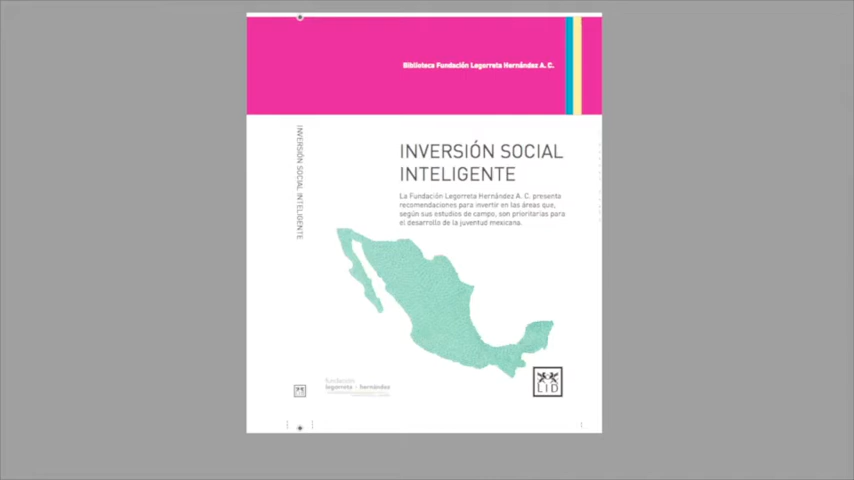 Biblioteca Fundación Legorreta Hernández A. C.
INVERSIÓN SOCIAL INTELIGENTE
INVERSIÓN SOCIAL
INTELIGENTE
La Fundación Legorreta Hernández A. C. presenta
recomendaciones para invertir en las áreas que,
según sus estudios de campo, son prioritarias para
el desarrollo de la juventud mexicana.
fundación
legorreta hernández
LID
LID